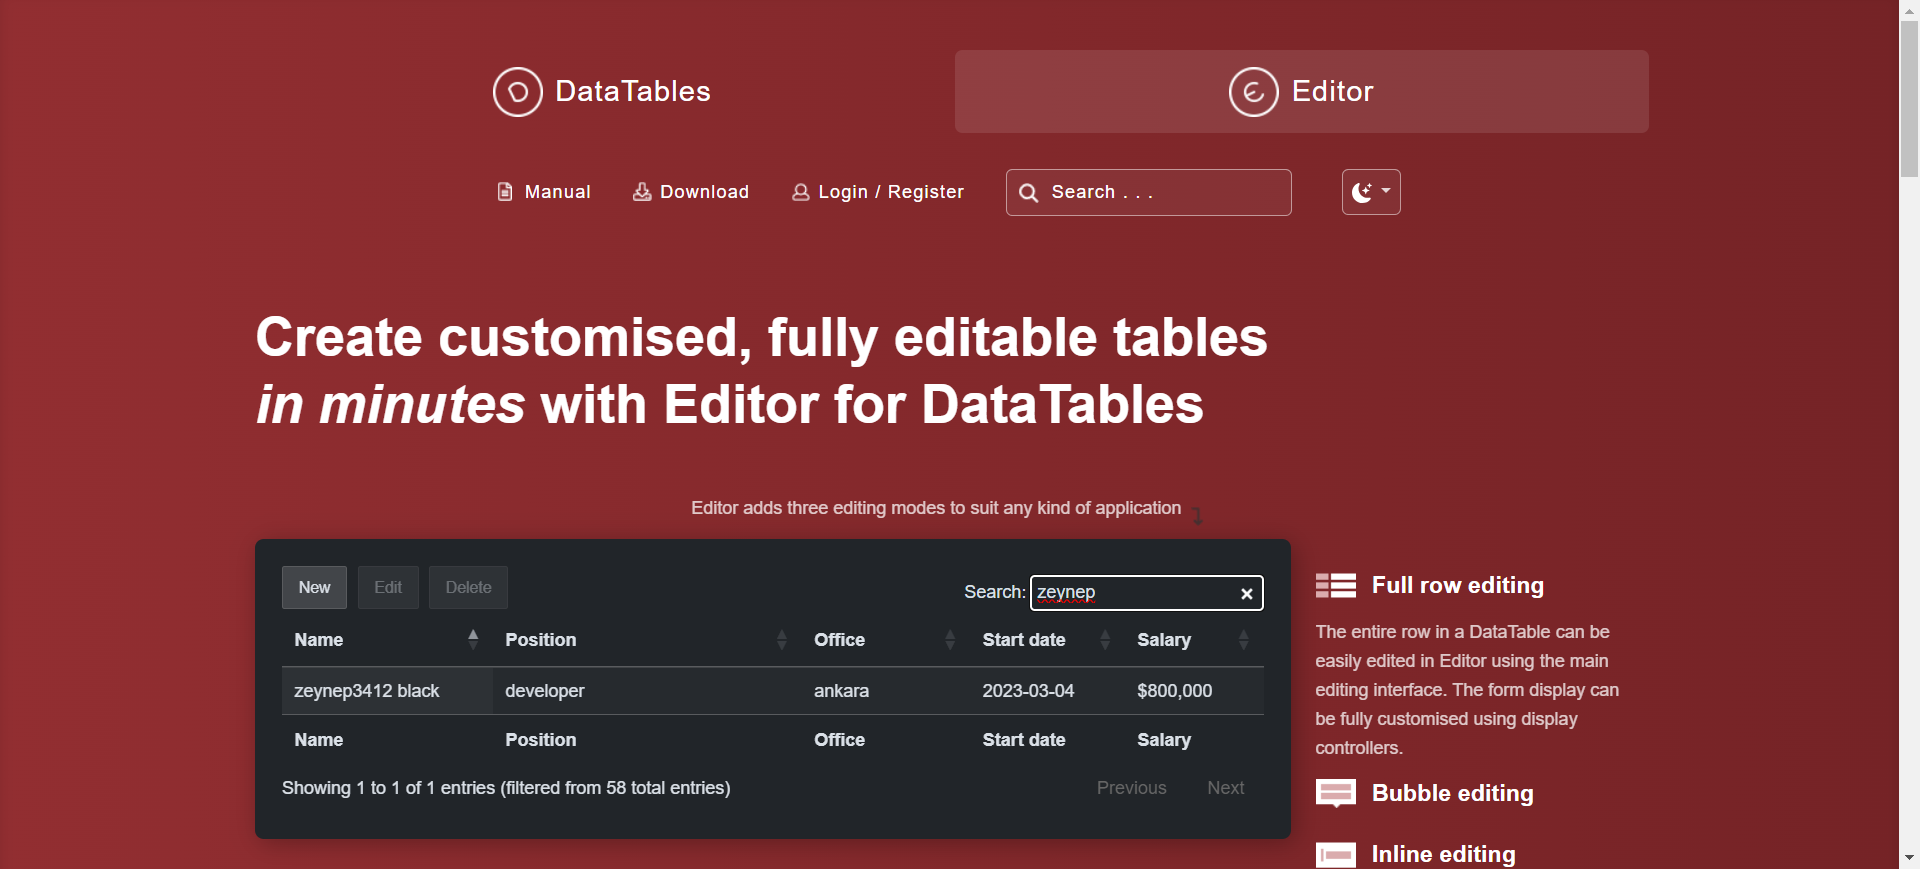 DataTables
Editor
Manual Download Login / Register Search . . .
Create customised, fully editable tables
in minutes with Editor for DataTables
Editor adds three editing modes to suit any kind of application
New Edit Delete Search: zeynep
Name Position Office Start date Salary
zeynep3412 black developer ankara 2023-03-04 $800,000
Name Position Office Start date Salary
Showing 1 to 1 of 1 entries (filtered from 58 total entries) Previous Next
Full row editing
The entire row in a DataTable can be
easily edited in Editor using the main
editing interface. The form display can
be fully customised using display
controllers.
Bubble editing
Inline editing